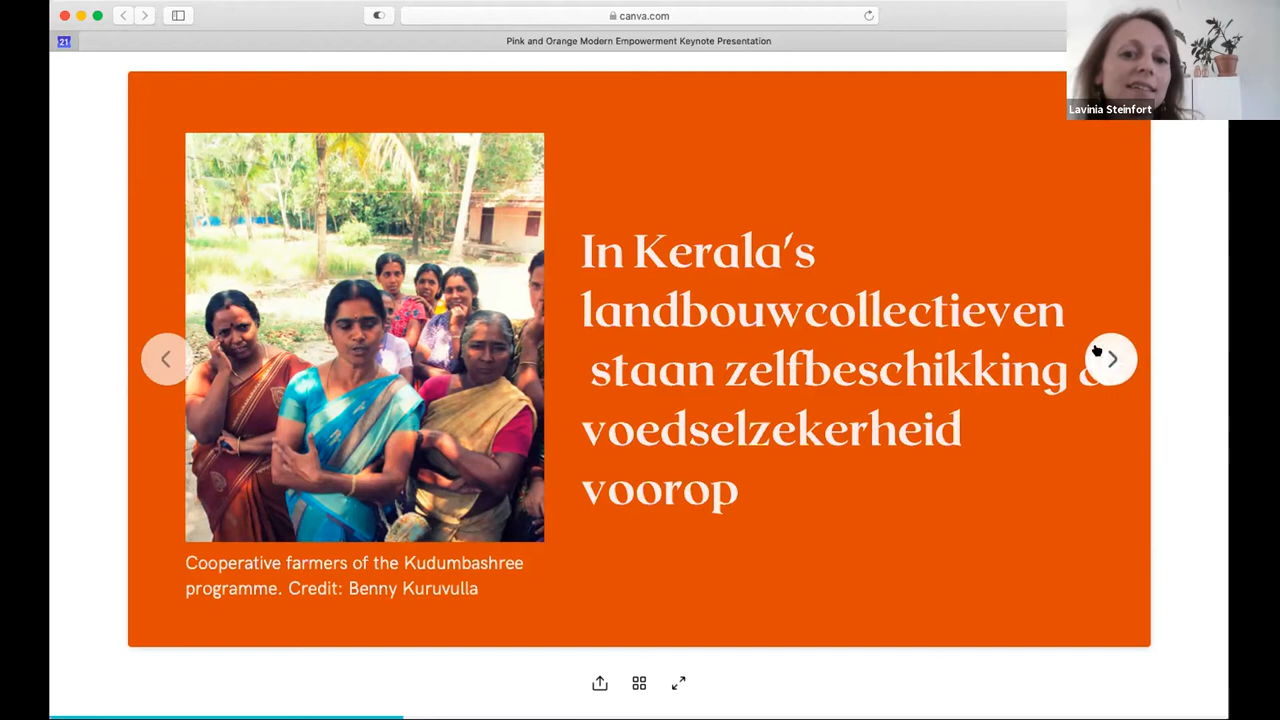 canva.com
21
Pink and Orange Modern Empowerment Keynote Presentation
Lavinia Steinfort
In Kerala's
landbouwcollectieven
staan zelfbeschikking &
voedselzekerheid
voorop
Cooperative farmers of the Kudumbashree
programme. Credit: Benny Kuruvulla